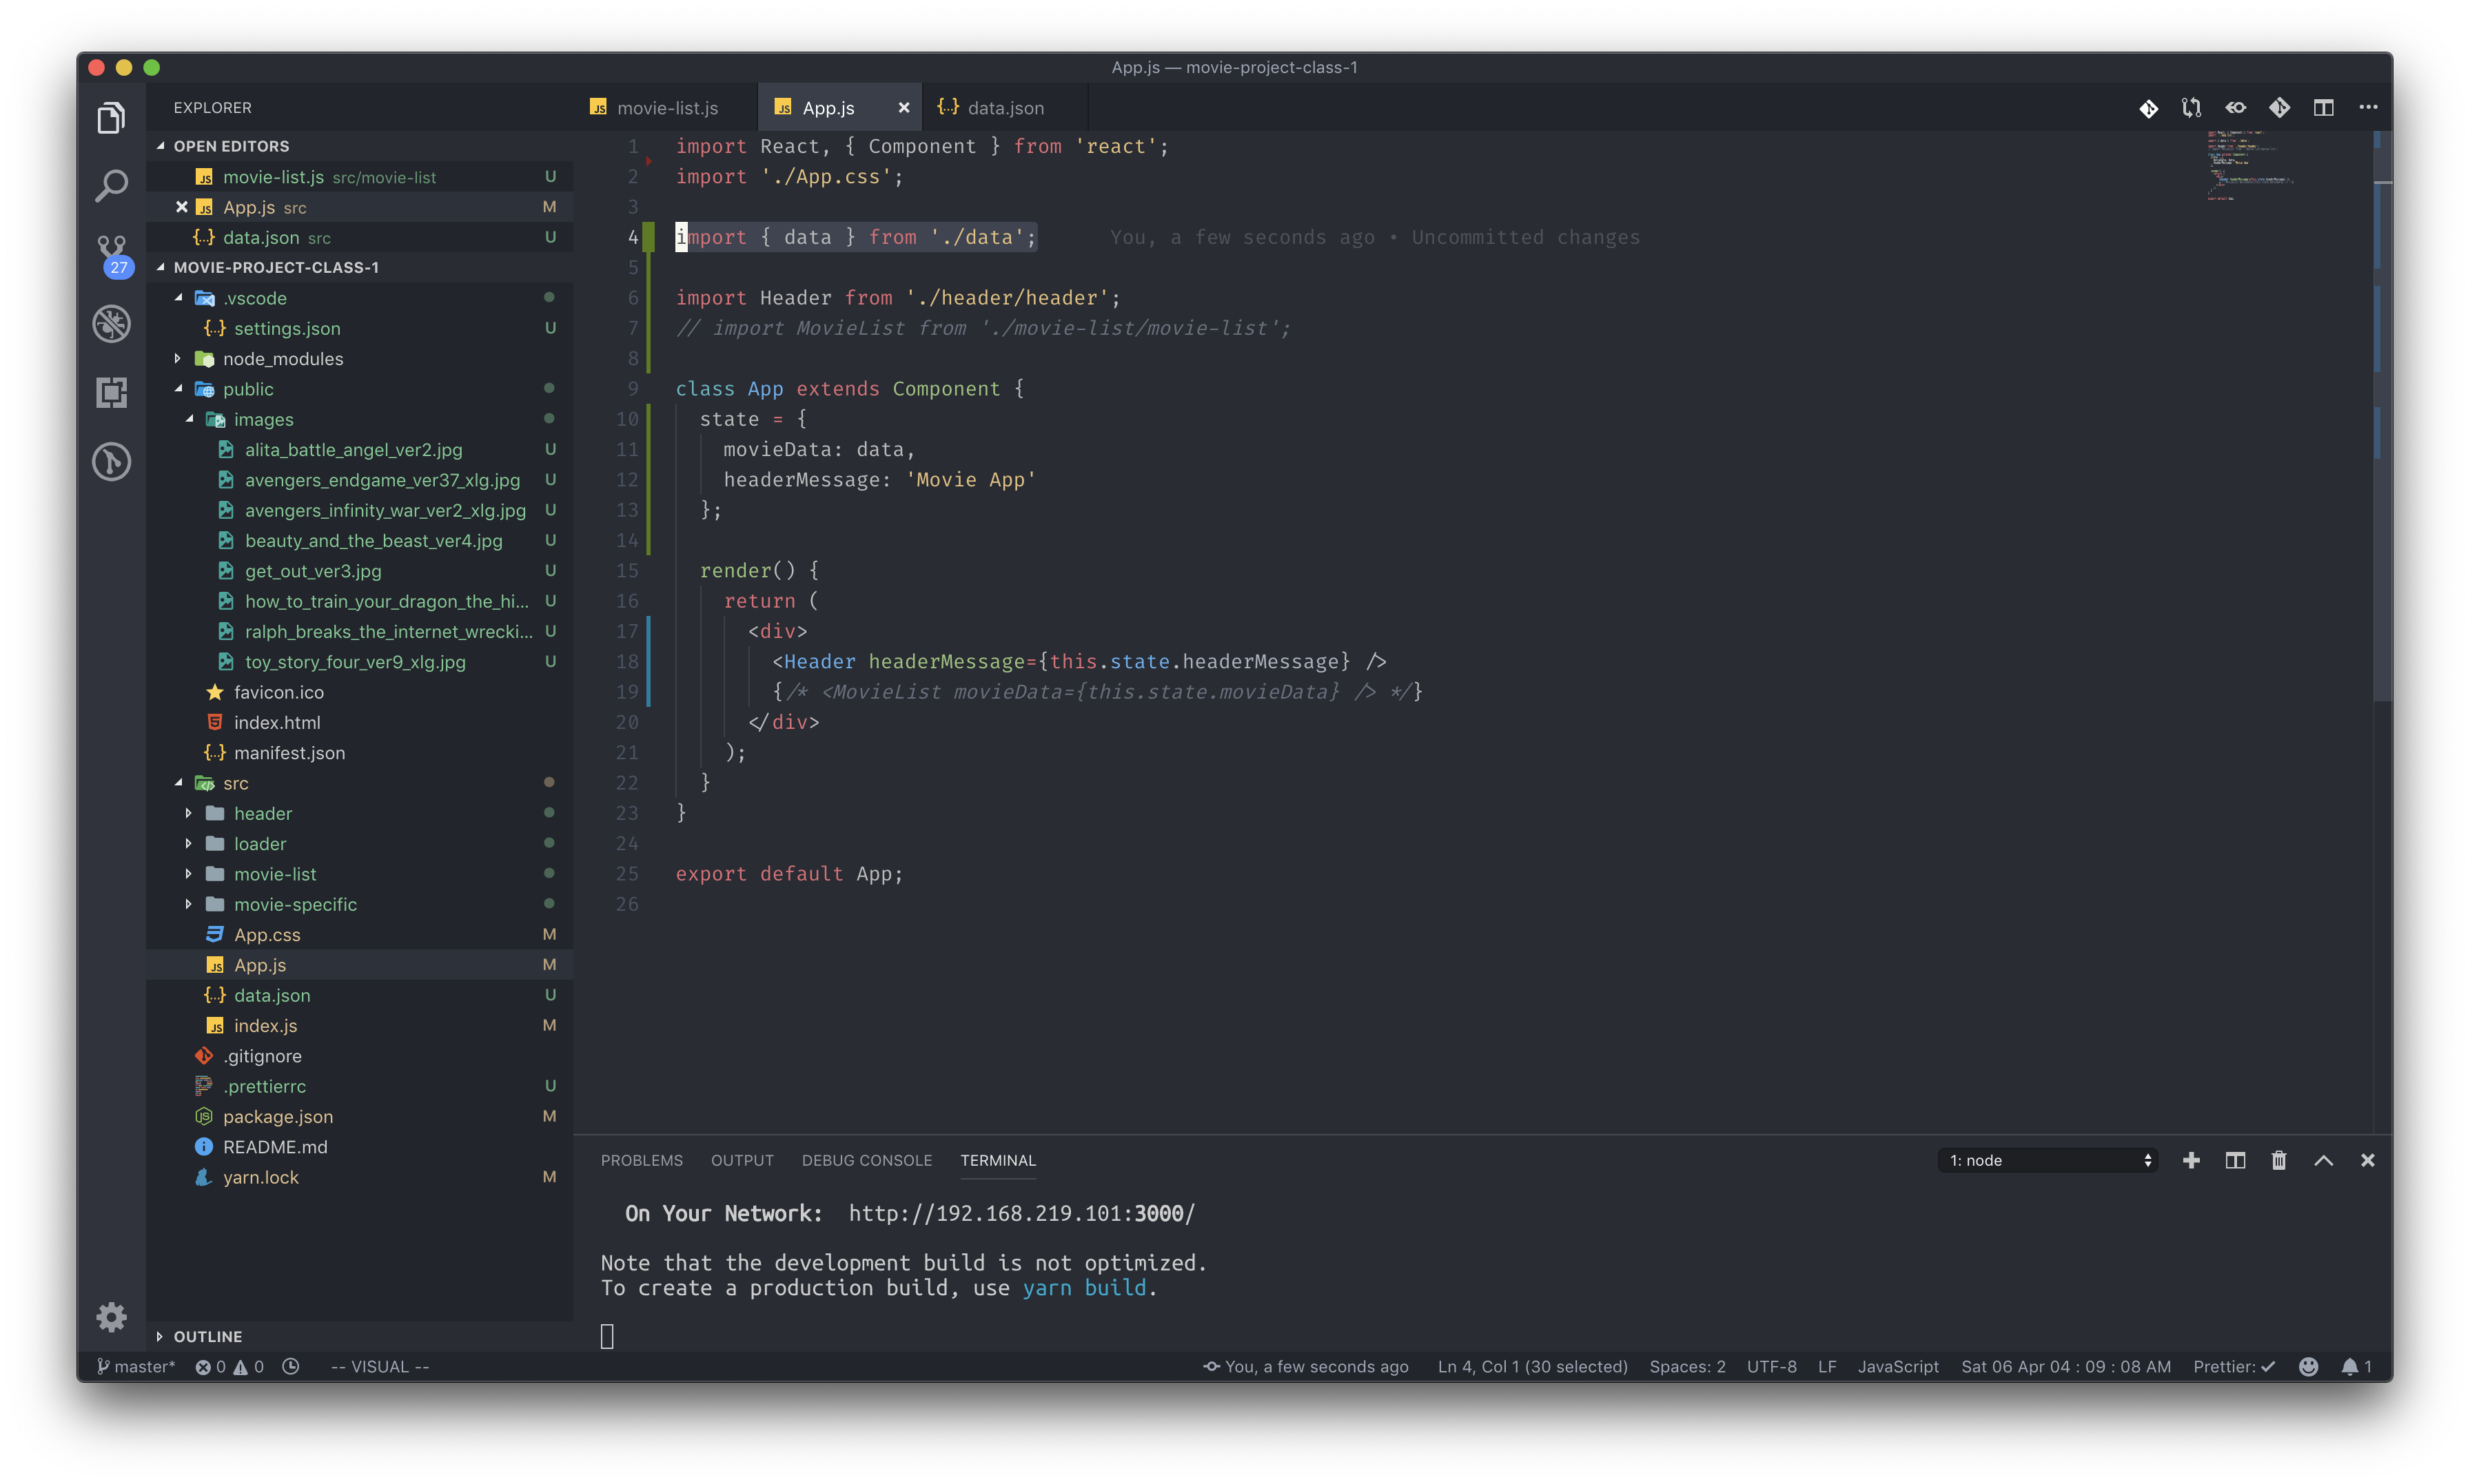 App.js — movie-project-class-1
EXPLORER
OPEN EDITORS
movie-list.js src/movie-list U
App.js src M
data.json src U
MOVIE-PROJECT-CLASS-1
.vscode
settings.json U
node_modules
public
images
alita_battle_angel_ver2.jpg U
avengers_endgame_ver37_xlg.jpg U
avengers_infinity_war_ver2_xlg.jpg U
beauty_and_the_beast_ver4.jpg U
get_out_ver3.jpg U
how_to_train_your_dragon_the_hi... U
ralph_breaks_the_internet_wrecki... U
toy_story_four_ver9_xlg.jpg U
favicon.ico
index.html
manifest.json
src
header
loader
movie-list
movie-specific
App.css M
App.js M
data.json U
index.js M
.gitignore
.prettierrc U
package.json M
README.md
yarn.lock M
OUTLINE
27
movie-list.js App.js data.json
1 import React, { Component } from 'react';
2 import './App.css';
3
4 import { data } from './data'; You, a few seconds ago • Uncommitted changes
5
6 import Header from './header/header';
7 // import MovieList from './movie-list/movie-list';
8
9 class App extends Component {
10 state = {
11 movieData: data,
12 headerMessage: 'Movie App'
13 };
14
15 render() {
16 return (
17 <div>
18 <Header headerMessage={this.state.headerMessage} />
19 {/* <MovieList movieData={this.state.movieData} /> */}
20 </div>
21 );
22 }
23 }
24
25 export default App;
26
PROBLEMS OUTPUT DEBUG CONSOLE TERMINAL 1: node
On Your Network: http://192.168.219.101:3000/
Note that the development build is not optimized.
To create a production build, use yarn build.
master* 0 0 -- VISUAL -- You, a few seconds ago Ln 4, Col 1 (30 selected) Spaces: 2 UTF-8 LF JavaScript Sat 06 Apr 04 : 09 : 08 AM Prettier: ✓ 1